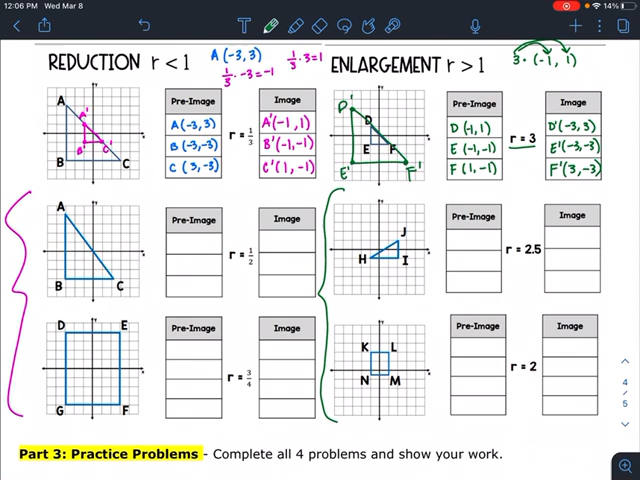 12:06 PM Wed Mar 8
14%
REDUCTION r < 1
A (-3, 3)
1/3 · -3 = -1
1/3 · 3 = 1
ENLARGEMENT r > 1
3 · (-1, 1)
A
A'
B'
C'
B
C
Pre-Image
A (-3, 3)
B (-3, -3)
C (3, -3)
r = 1/3
Image
A' (-1, 1)
B' (-1, -1)
C' (1, -1)
D'
D
E
F
E'
F'
Pre-Image
D (-1, 1)
E (-1, -1)
F (1, -1)
r = 3
Image
D' (-3, 3)
E' (-3, -3)
F' (3, -3)
A
B
C
Pre-Image
r = 1/2
Image
J
H
I
Pre-Image
r = 2.5
Image
D
E
G
F
Pre-Image
r = 3/4
Image
K
L
N
M
Pre-Image
r = 2
Image
4
5
Part 3: Practice Problems - Complete all 4 problems and show your work.